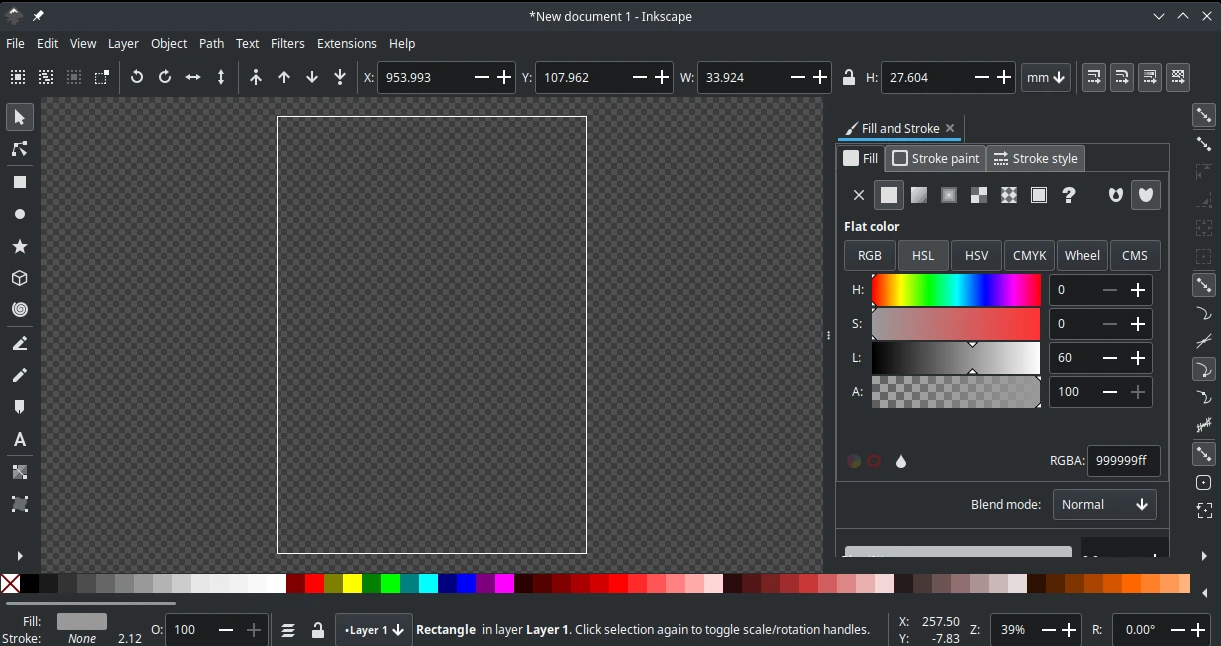 *New document 1 - Inkscape
File Edit View Layer Object Path Text Filters Extensions Help
X: 953.993 Y: 107.962 W: 33.924 H: 27.604 mm
Fill and Stroke
Fill Stroke paint Stroke style
?
Flat color
RGB HSL HSV CMYK Wheel CMS
H: 0
S: 0
L: 60
A: 100
RGBA: 999999ff
Blend mode: Normal
Fill: O: 100 •Layer 1 Rectangle in layer Layer 1. Click selection again to toggle scale/rotation handles. X: 257.50 Z: 39% R: 0.00°
Stroke: None 2.12 Y: -7.83